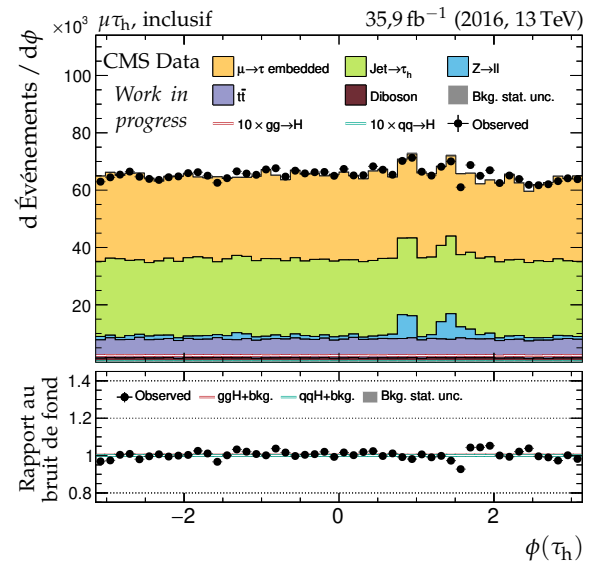 μτh, inclusif 35,9 fb−1 (2016, 13 TeV)
×10³
d Événements / dϕ
100
80
60
40
20
0
CMS Data
Work in
progress
μ→τ embedded Jet→τh Z→ll
tt̄ Diboson Bkg. stat. unc.
10 × gg→H 10 × qq→H Observed
Rapport au
bruit de fond
1.4
1.2
1.0
0.8
Observed ggH+bkg. qqH+bkg. Bkg. stat. unc.
−2 0 2
ϕ(τh)